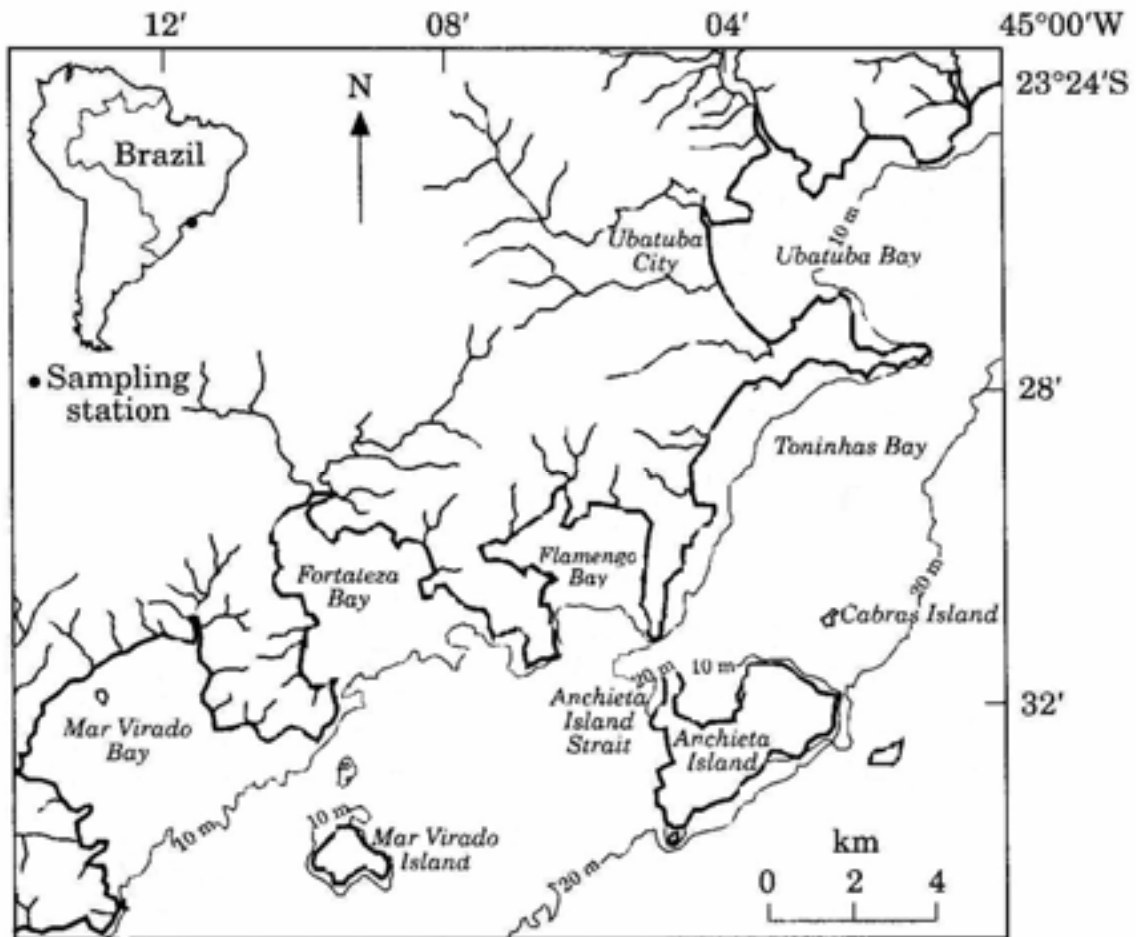 12'
08'
04'
45°00'W
23°24'S
N
Brazil
10 m
Ubatuba
City
Ubatuba Bay
Sampling
station
28'
Toninhas Bay
Flamengo
Bay
Fortaleza
Bay
20 m
Cabras Island
20 m
10 m
32'
Anchieta
Island
Strait
Mar Virado
Bay
Anchieta
Island
10 m
10 m
Mar Virado
Island
20 m
km
0 2 4